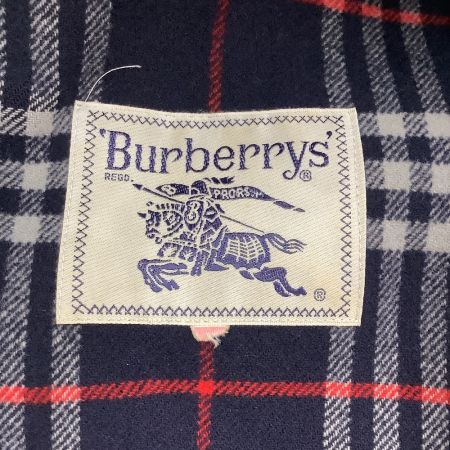 'Burberrys'®
REGD.
PRORSUM
®